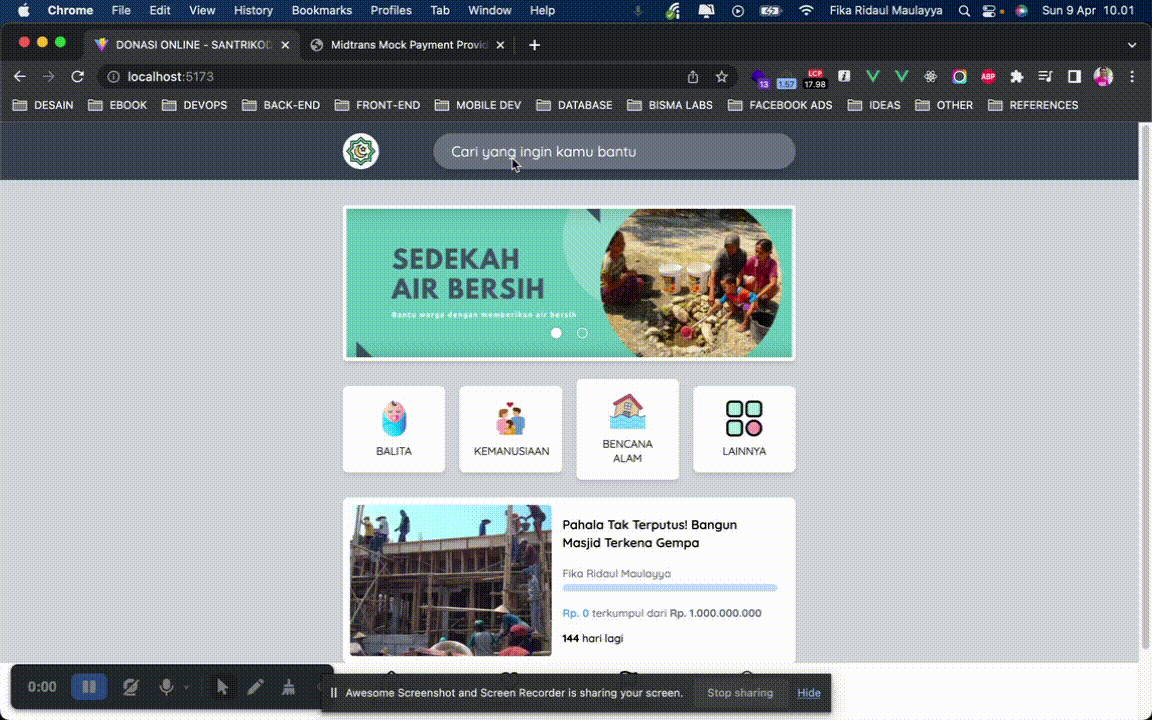 Chrome File Edit View History Bookmarks Profiles Tab Window Help Fika Ridaul Maulayya Sun 9 Apr 10.01
DONASI ONLINE - SANTRIKOD
Midtrans Mock Payment Provid
localhost:5173
13 1.57 LCP 17.98 ABP
DESAIN EBOOK DEVOPS BACK-END FRONT-END MOBILE DEV DATABASE BISMA LABS FACEBOOK ADS IDEAS OTHER REFERENCES
Cari yang ingin kamu bantu
SEDEKAH
AIR BERSIH
Bantu warga dengan memberikan air bersih
BALITA
KEMANUSIAAN
BENCANA
ALAM
LAINNYA
Pahala Tak Terputus! Bangun
Masjid Terkena Gempa
Fika Ridaul Maulayya
Rp. 0 terkumpul dari Rp. 1.000.000.000
144 hari lagi
0:00
Awesome Screenshot and Screen Recorder is sharing your screen. Stop sharing Hide